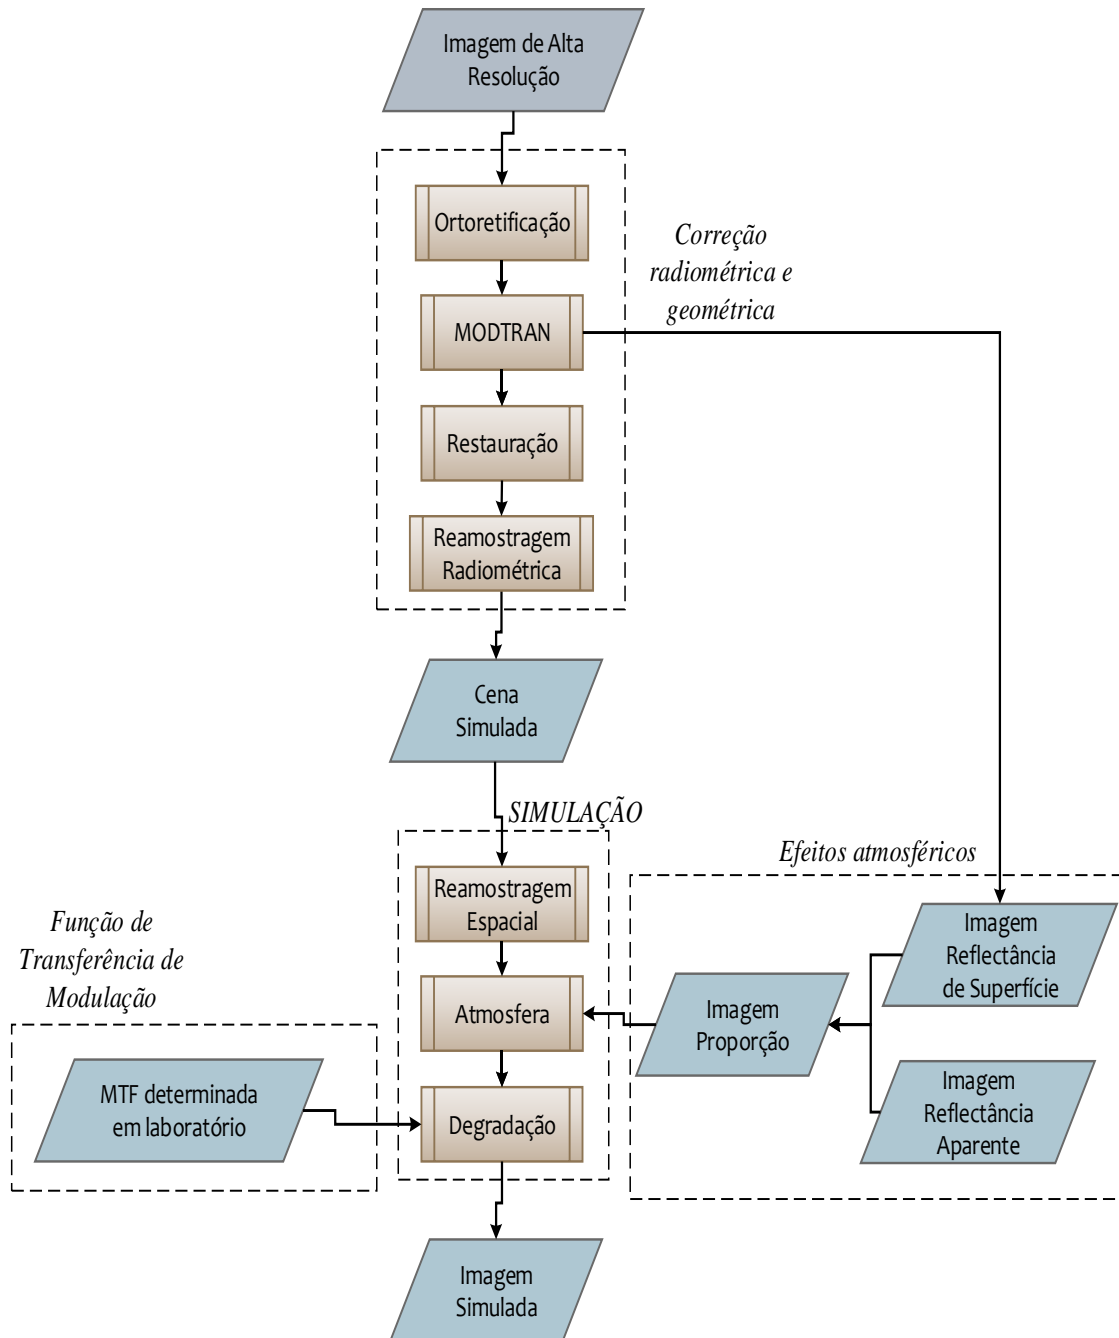 Imagem de Alta
Resolução
Ortoretificação
Correção
radiométrica e
geométrica
MODTRAN
Restauração
Reamostragem
Radiométrica
Cena
Simulada
SIMULAÇÃO
Efeitos atmosféricos
Reamostragem
Espacial
Função de
Transferência de
Modulação
Imagem
Reflectância
de Superfície
Atmosfera
Imagem
Proporção
MTF determinada
em laboratório
Degradação
Imagem
Reflectância
Aparente
Imagem
Simulada